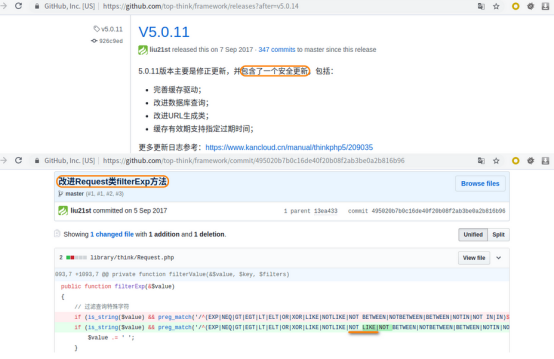 GitHub, Inc. [US] | https://github.com/top-think/framework/releases?after=v5.0.14
v5.0.11
926c9ed
V5.0.11
liu21st released this on 7 Sep 2017 · 347 commits to master since this release
5.0.11版本主要是修正更新，并包含了一个安全更新。包括：
完善缓存驱动；
改进数据库查询；
改进URL生成类；
缓存有效期支持指定过期时间；
更多更新日志参考：https://www.kancloud.cn/manual/thinkphp5/209035
GitHub, Inc. [US] | https://github.com/top-think/framework/commit/495020b7b0c16de40f20b08f2ab3be0a2b816b96
改进Request类filterExp方法
Browse files
master (#1, #1, #2, #3)
liu21st committed on 5 Sep 2017
1 parent 13ea433 commit 495020b7b0c16de40f20b08f2ab3be0a2b816b96
Showing 1 changed file with 1 addition and 1 deletion.
Unified Split
2 library/think/Request.php
View file
093,7 +1093,7 @@ private function filterValue(&$value, $key, $filters)
public function filterExp(&$value)
{
// 过滤查询特殊字符
if (is_string($value) && preg_match('/^(EXP|NEQ|GT|EGT|LT|ELT|OR|XOR|LIKE|NOTLIKE|NOT BETWEEN|NOTBETWEEN|BETWEEN|NOTIN|NOT IN|IN)$
if (is_string($value) && preg_match('/^(EXP|NEQ|GT|EGT|LT|ELT|OR|XOR|LIKE|NOTLIKE|NOT LIKE|NOT BETWEEN|NOTBETWEEN|BETWEEN|NOTIN|NO
$value .= ' ';
}